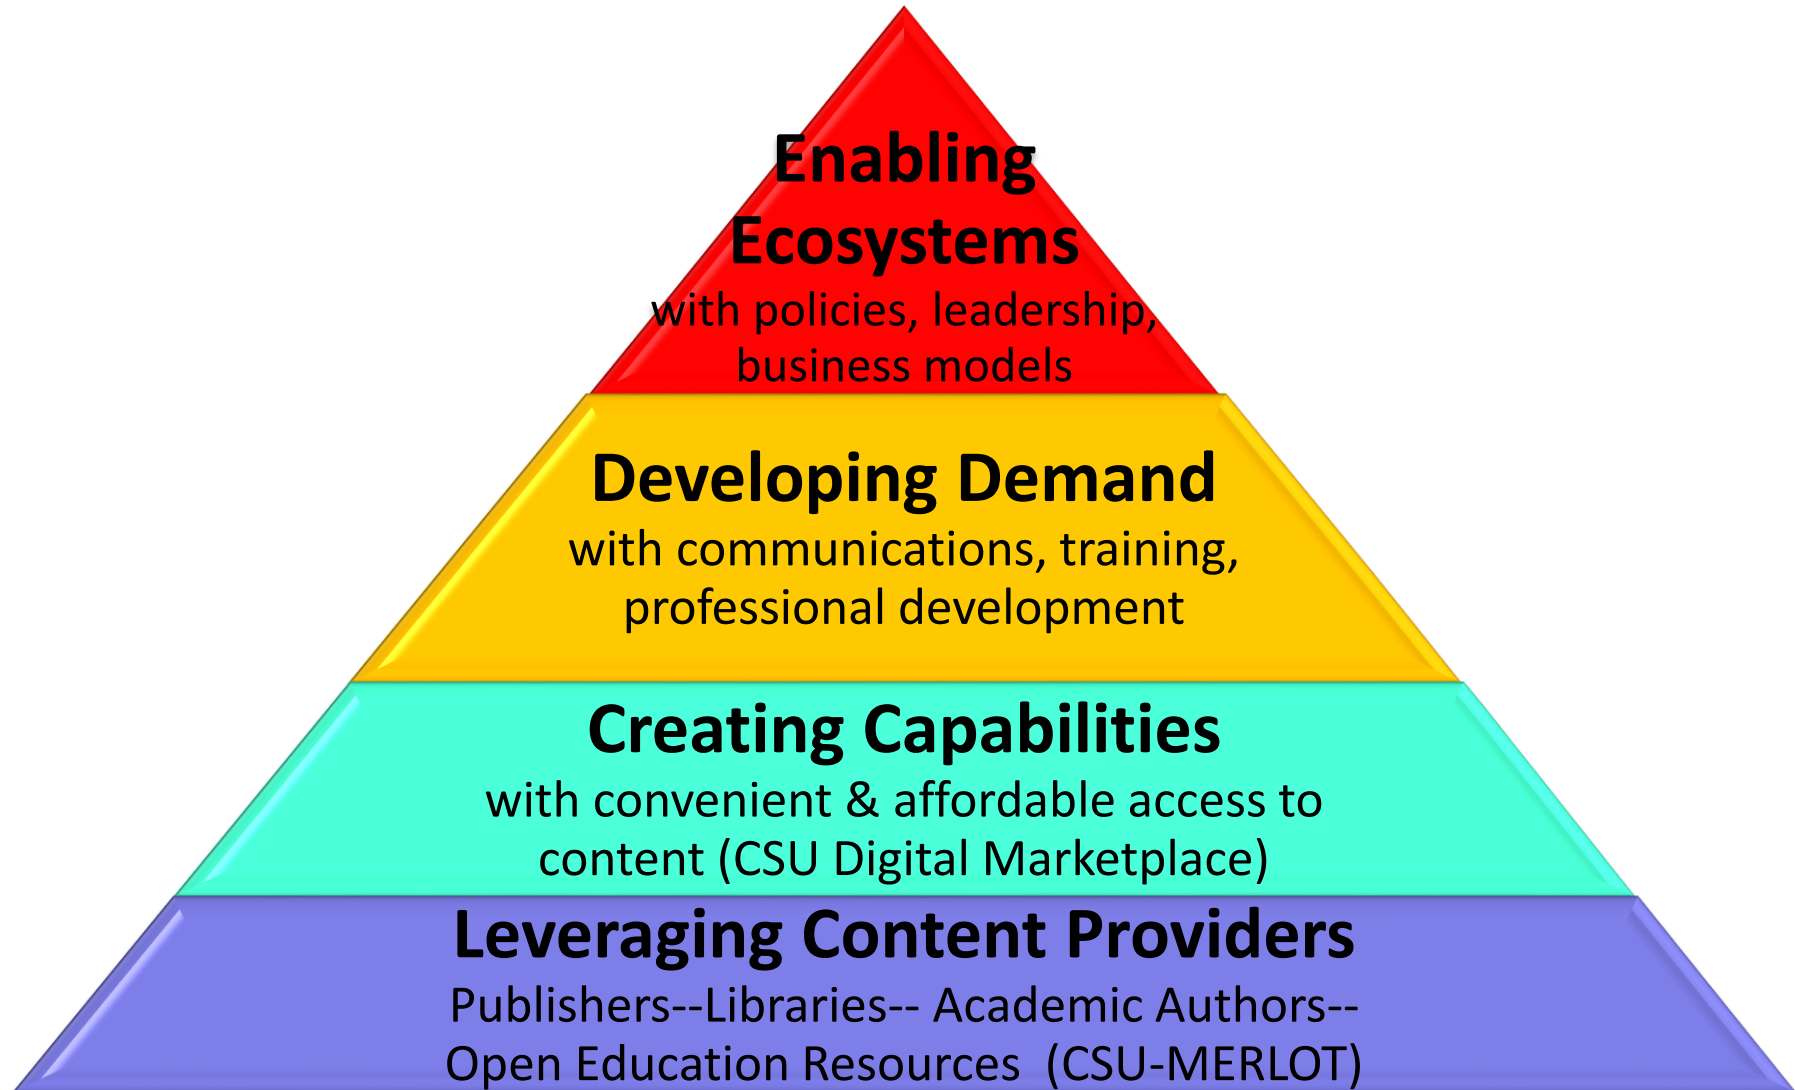 Enabling
Ecosystems
with policies, leadership,
business models
Developing Demand
with communications, training,
professional development
Creating Capabilities
with convenient & affordable access to
content (CSU Digital Marketplace)
Leveraging Content Providers
Publishers--Libraries-- Academic Authors--
Open Education Resources  (CSU-MERLOT)